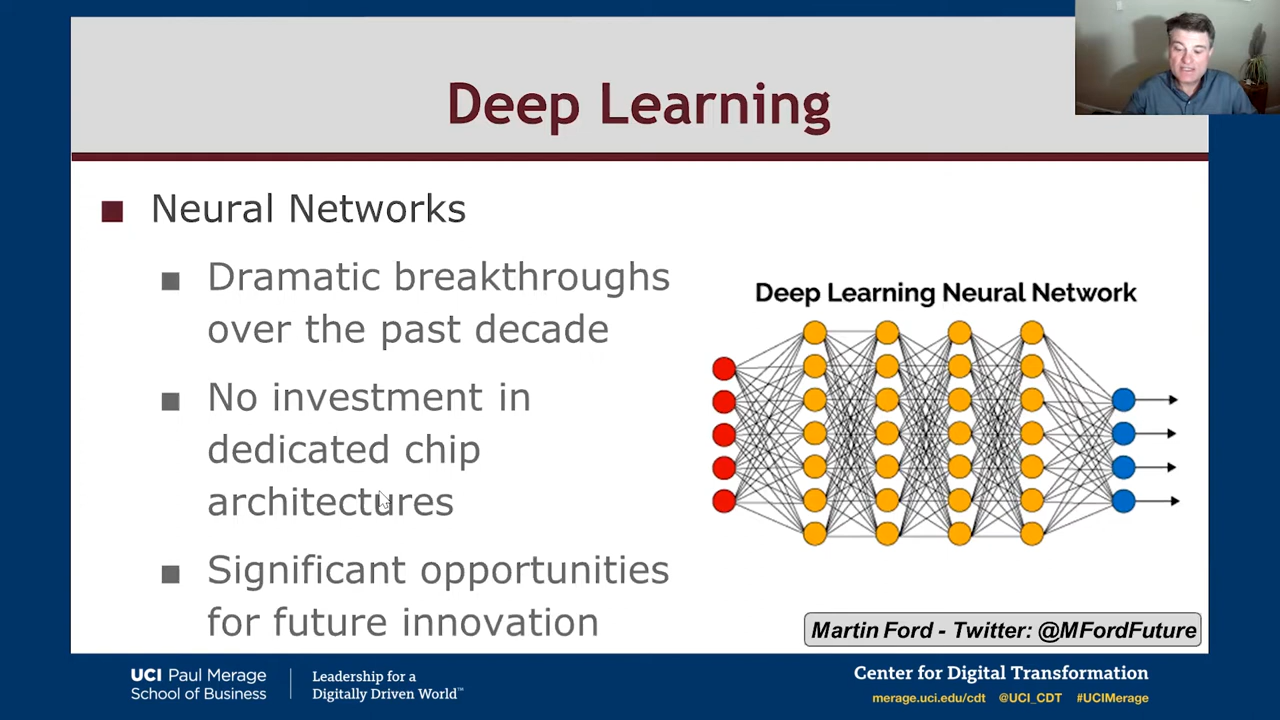 Deep Learning
Neural Networks
Dramatic breakthroughs
over the past decade
No investment in
dedicated chip
architectures
Significant opportunities
for future innovation
Deep Learning Neural Network
Martin Ford - Twitter: @MFordFuture
UCI Paul Merage
School of Business
Leadership for a
Digitally Driven World™
Center for Digital Transformation
merage.uci.edu/cdt @UCI_CDT #UCIMerage